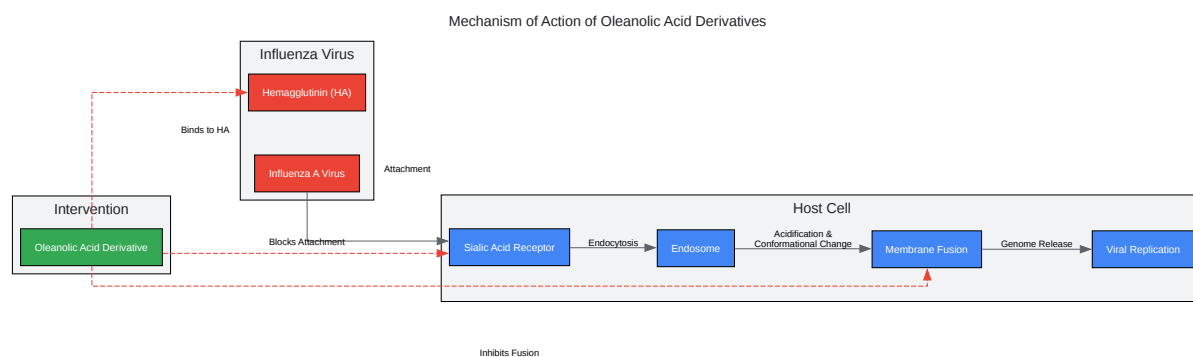 Mechanism of Action of Oleanolic Acid Derivatives
Influenza Virus
Hemagglutinin (HA)
Binds to HA
Influenza A Virus
Attachment
Intervention
Oleanolic Acid Derivative
Blocks Attachment
Host Cell
Sialic Acid Receptor
Endocytosis
Endosome
Acidification &
Conformational Change
Membrane Fusion
Genome Release
Viral Replication
Inhibits Fusion